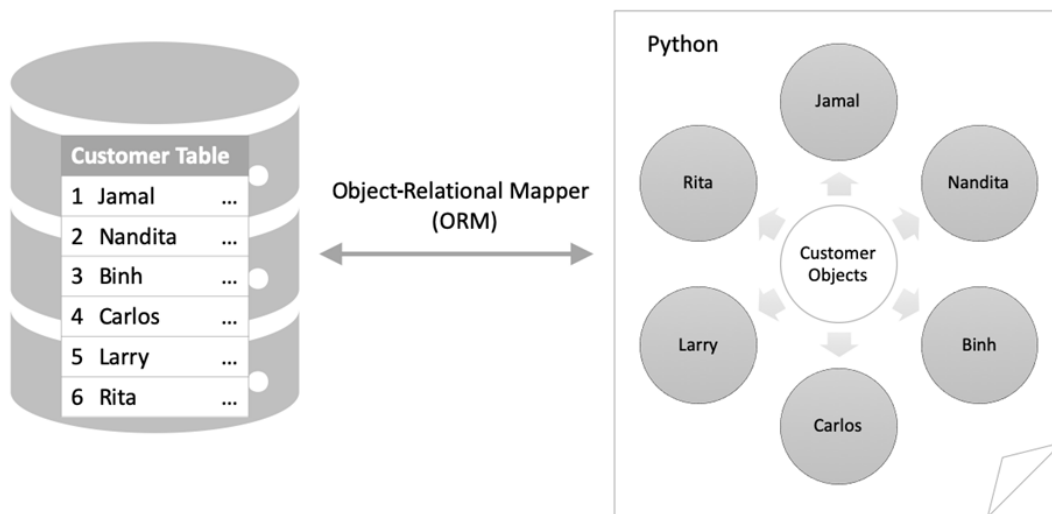 Customer Table
1 Jamal ...
2 Nandita ...
3 Binh ...
4 Carlos ...
5 Larry ...
6 Rita ...
Object-Relational Mapper
(ORM)
Python
Jamal
Rita
Nandita
Customer
Objects
Larry
Binh
Carlos